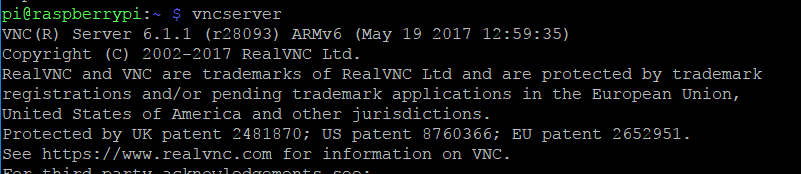 pi@raspberrypi:~ $ vncserver
VNC(R) Server 6.1.1 (r28093) ARMv6 (May 19 2017 12:59:35)
Copyright (C) 2002-2017 RealVNC Ltd.
RealVNC and VNC are trademarks of RealVNC Ltd and are protected by trademark
registrations and/or pending trademark applications in the European Union,
United States of America and other jurisdictions.
Protected by UK patent 2481870; US patent 8760366; EU patent 2652951.
See https://www.realvnc.com for information on VNC.
For third party acknowledgements see: